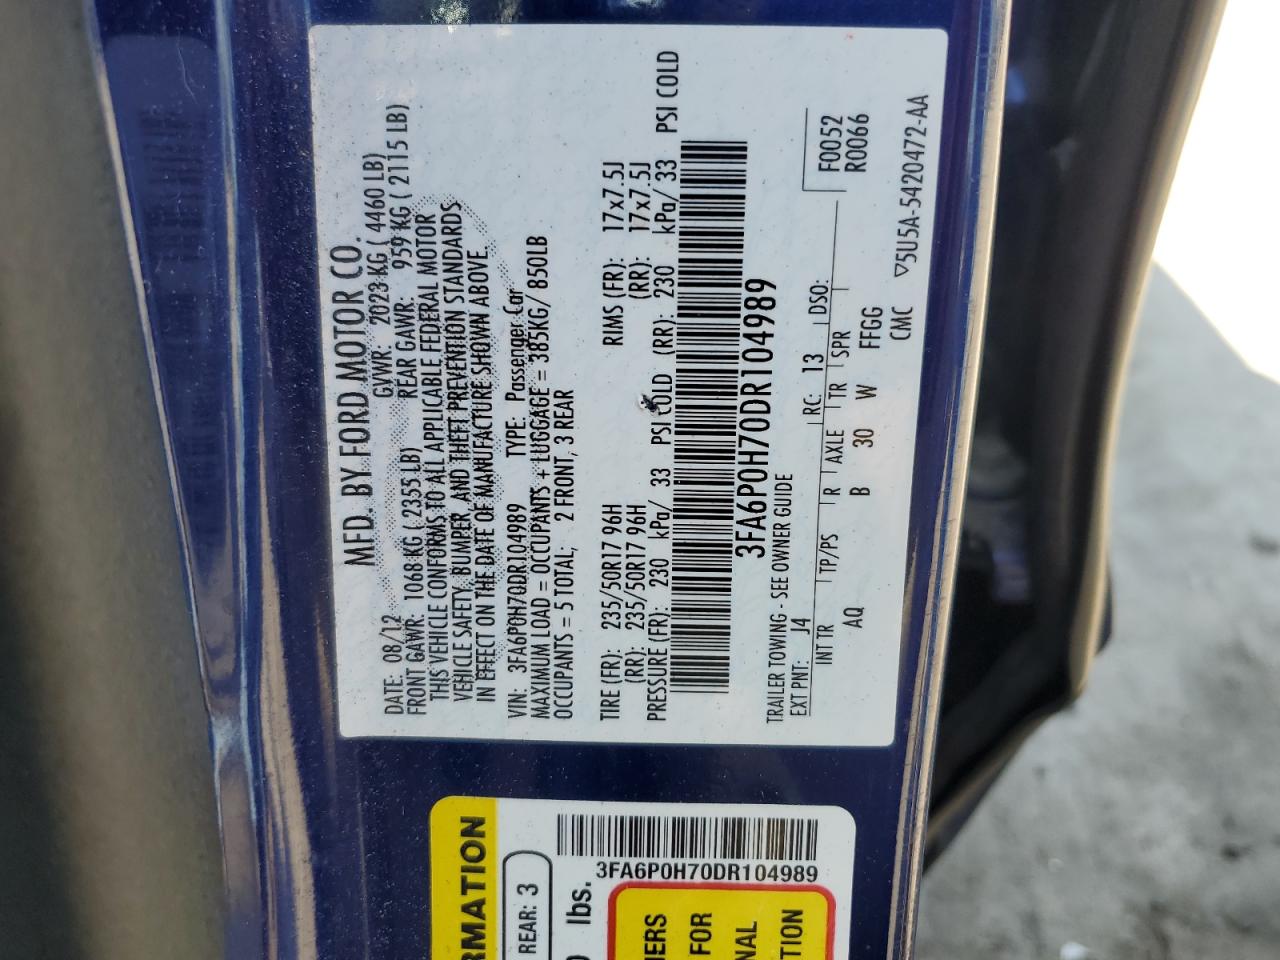 MFD. BY FORD MOTOR CO.
DATE: 08/12 GVWR: 2023 KG ( 4460 LB)
FRONT GAWR: 1068 KG ( 2355 LB) REAR GAWR: 959 KG ( 2115 LB)
THIS VEHICLE CONFORMS TO ALL APPLICABLE FEDERAL MOTOR
VEHICLE SAFETY, BUMPER, AND THEFT PREVENTION STANDARDS
IN EFFECT ON THE DATE OF MANUFACTURE SHOWN ABOVE.
VIN: 3FA6P0H70DR104989 TYPE: Passenger Car
MAXIMUM LOAD = OCCUPANTS + LUGGAGE = 385KG/ 850LB
OCCUPANTS = 5 TOTAL; 2 FRONT, 3 REAR
TIRE (FR): 235/50R17 96H RIMS (FR): 17x7.5J
(RR): 235/50R17 96H (RR): 17x7.5J
PRESSURE (FR): 230 kPa/ 33 PSI COLD (RR): 230 kPa/ 33 PSI COLD
3FA6P0H70DR104989
TRAILER TOWING - SEE OWNER GUIDE
EXT PNT: J4 RC: 13 DSO: F0052
R0066
INT TR TP/PS R AXLE TR SPR
AQ B 30 W FFGG
CMC
▽5U5A-5420472-AA
RMATION
REAR: 3
lbs.
3FA6P0H70DR104989
FOR
NAL
TION